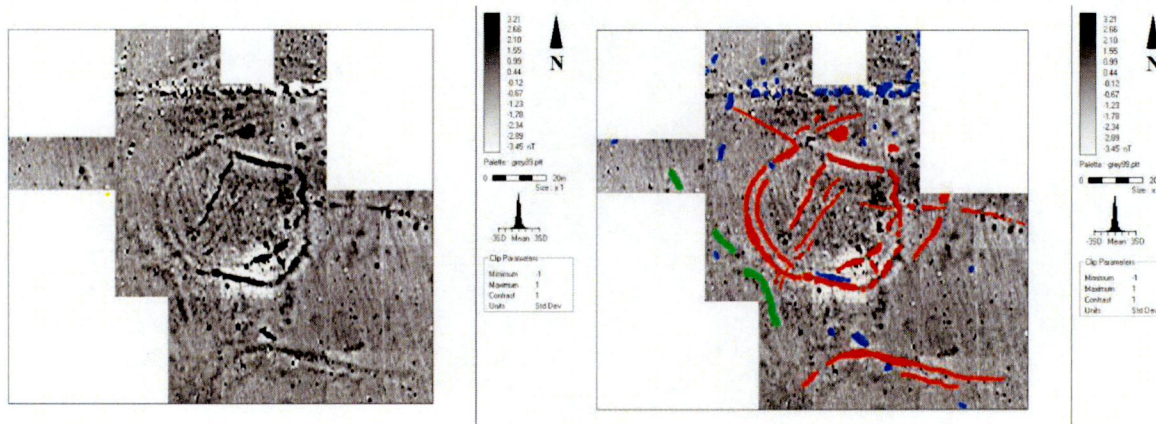 3.21
2.66
2.10
1.55
0.99
0.44
-0.12
-0.67
-1.23
-1.78
-2.34
-2.89
-3.45 nT
N
Palette : grey99.plt
0 20m
Size : x 1
-3SD Mean 3SD
Clip Parameters
Minimum -1
Maximum 1
Contrast 1
Units Std Dev
3.21
2.66
2.10
1.55
0.99
0.44
-0.12
-0.67
-1.23
-1.78
-2.34
-2.89
-3.45 nT
Palette : grey99.plt
0
Size :
-3SD Mean 3SD
Clip Parameters
Minimum -1
Maximum 1
Contrast 1
Units Std Dev